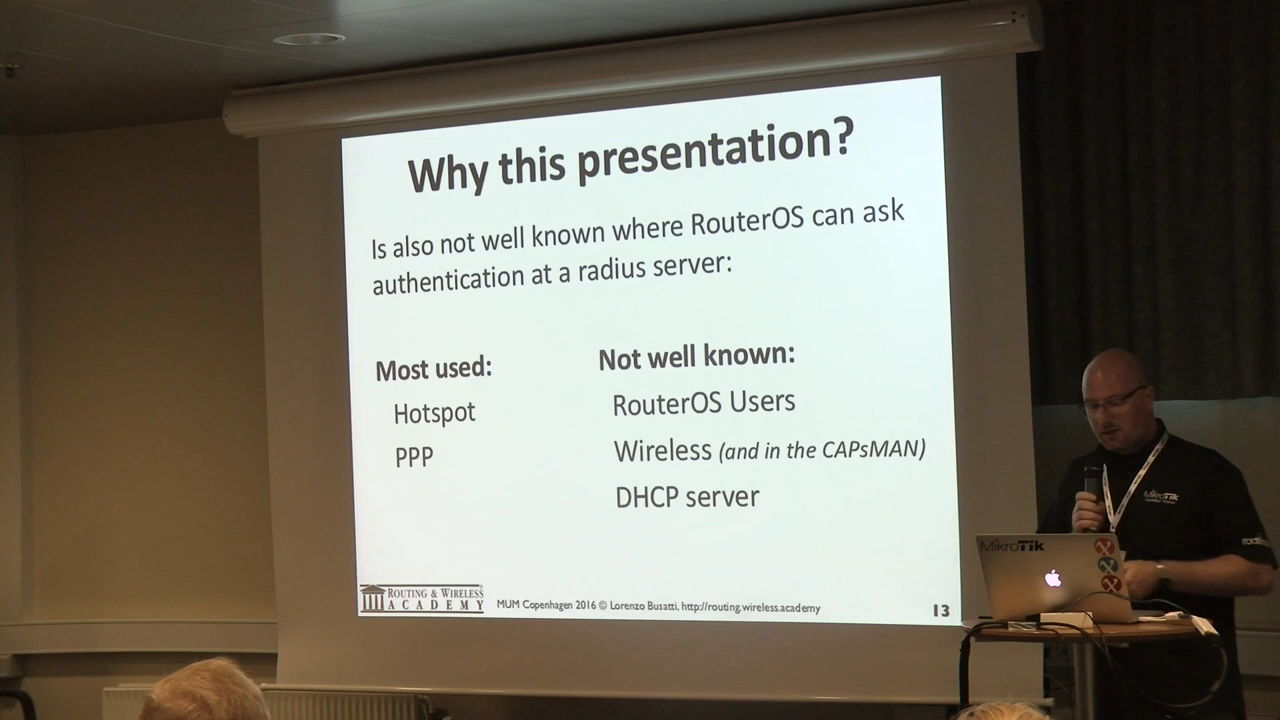 Why this presentation?
Is also not well known where RouterOS can ask
authentication at a radius server:
Most used:
Hotspot
PPP
Not well known:
RouterOS Users
Wireless (and in the CAPsMAN)
DHCP server
ROUTING & WIRELESS
ACADEMY
MUM Copenhagen 2016 © Lorenzo Busatti, http://routing.wireless.academy
13
MikroTik
MikroTik